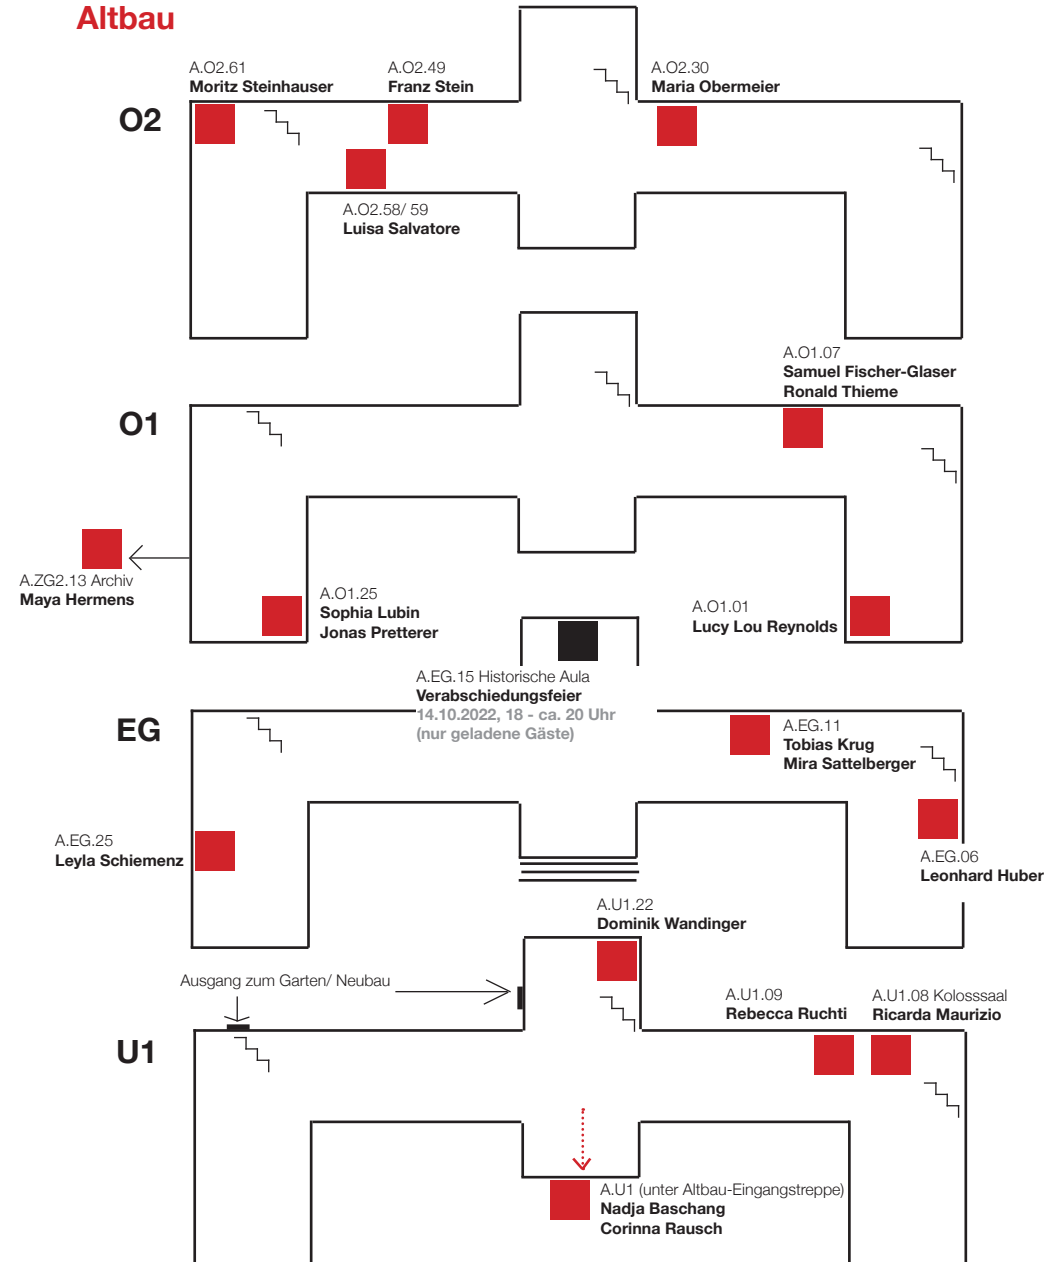 Altbau
A.O2.61
Moritz Steinhauser
A.O2.49
Franz Stein
A.O2.30
Maria Obermeier
O2
A.O2.58/ 59
Luisa Salvatore
A.O1.07
Samuel Fischer-Glaser
Ronald Thieme
O1
A.ZG2.13 Archiv
Maya Hermens
A.O1.25
Sophia Lubin
Jonas Pretterer
A.O1.01
Lucy Lou Reynolds
A.EG.15 Historische Aula
Verabschiedungsfeier
14.10.2022, 18 - ca. 20 Uhr
(nur geladene Gäste)
EG
A.EG.11
Tobias Krug
Mira Sattelberger
A.EG.25
Leyla Schiemenz
A.EG.06
Leonhard Huber
A.U1.22
Dominik Wandinger
Ausgang zum Garten/ Neubau
A.U1.09
Rebecca Ruchti
A.U1.08 Kolosssaal
Ricarda Maurizio
U1
A.U1 (unter Altbau-Eingangstreppe)
Nadja Baschang
Corinna Rausch